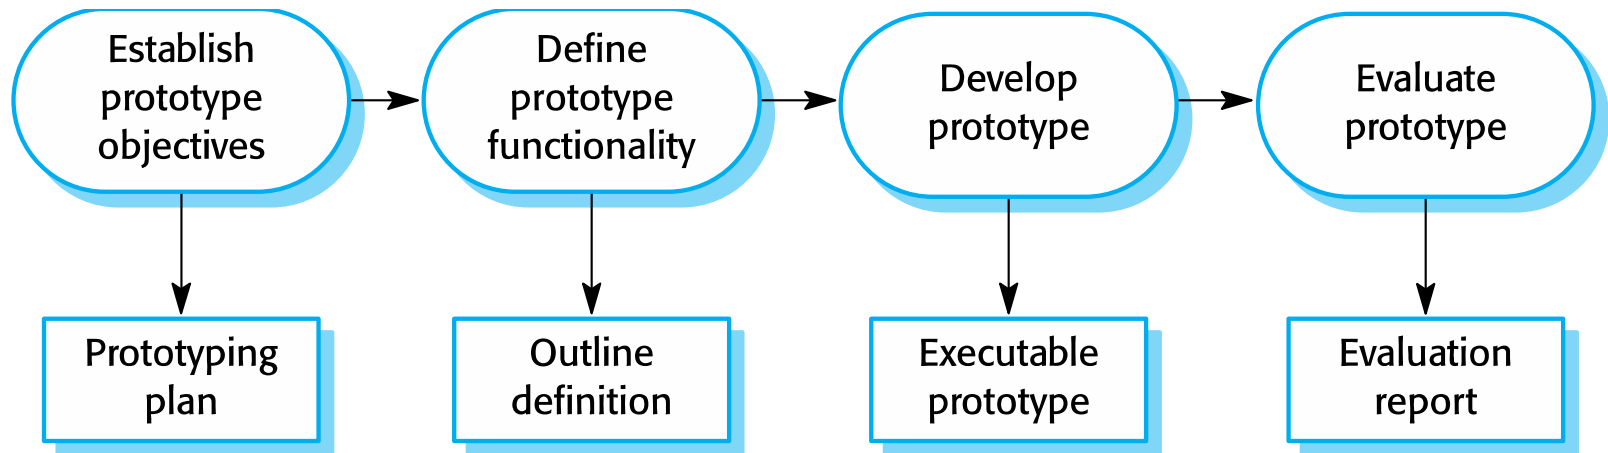 Establish
prototype
objectives
Define
prototype
functionality
Develop
prototype
Evaluate
prototype
Prototyping
plan
Outline
definition
Executable
prototype
Evaluation
report